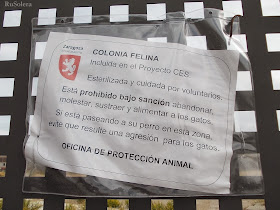 RuSolera
Zaragoza
COLONIA FELINA
Incluida en el Proyecto CES
Esterilizada y cuidada por voluntarios.
Está prohibido bajo sanción abandonar,
molestar, sustraer y alimentar a los gatos.
Si está paseando a su perro en esta zona,
evite que resulte una agresión para los gatos.
OFICINA DE PROTECCIÓN ANIMAL